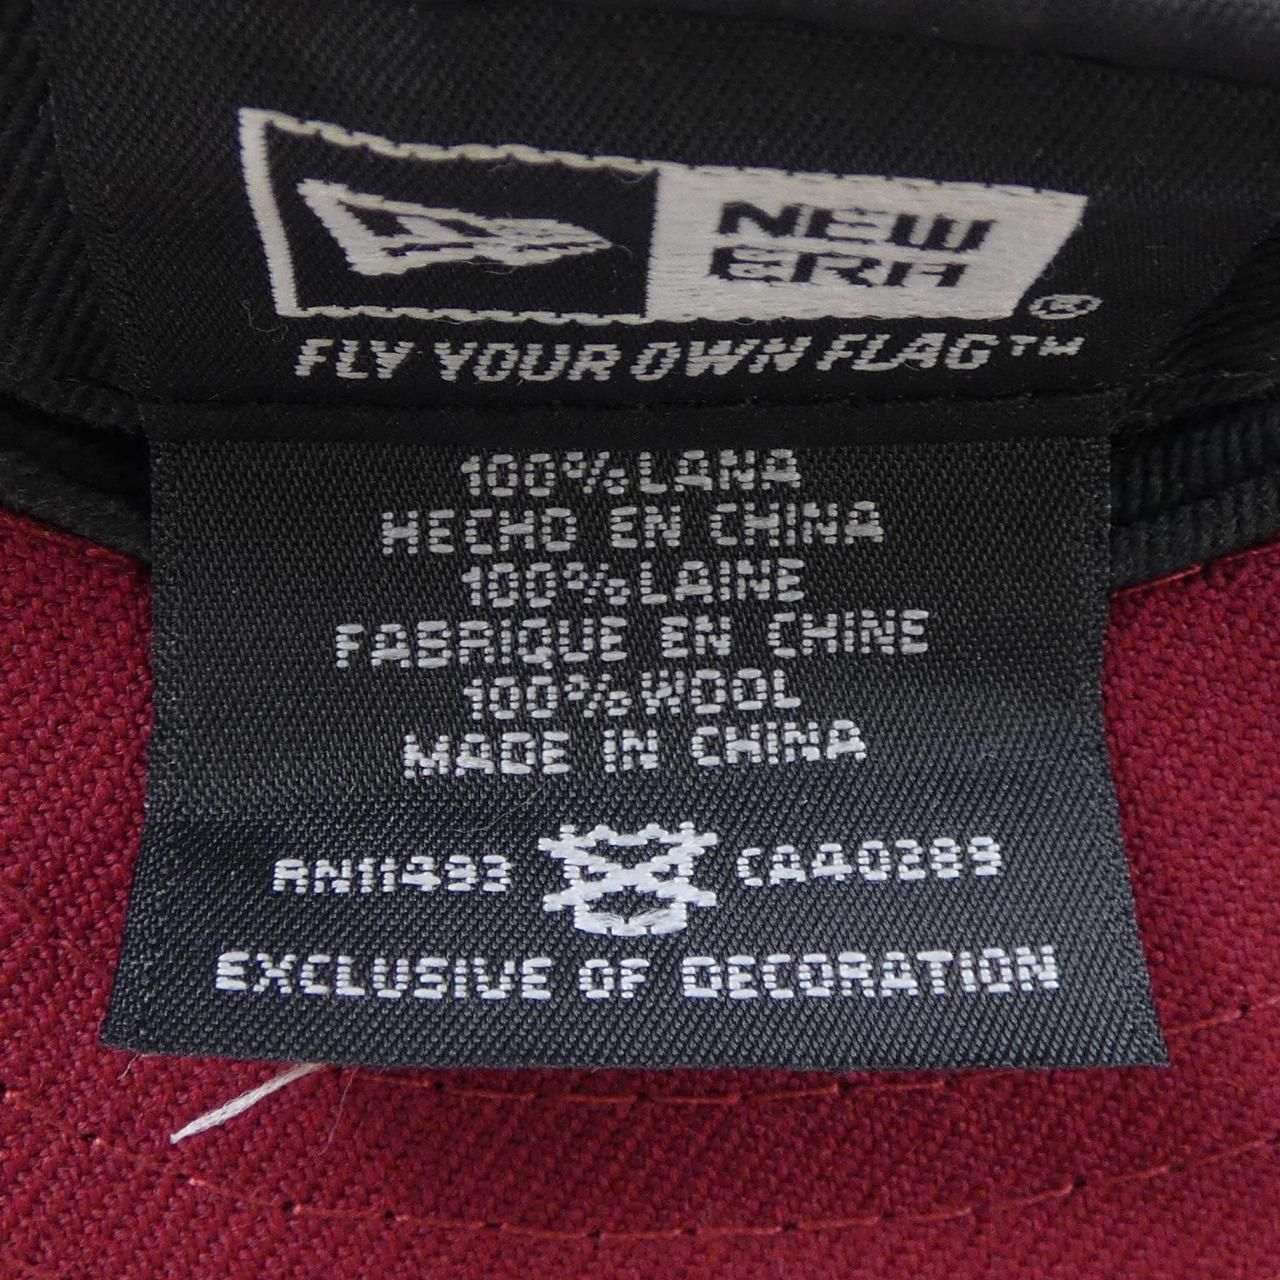 NEW
ERA ®
FLY YOUR OWN FLAG™
100% LANA
HECHO EN CHINA
100% LAINE
FABRIQUE EN CHINE
100% WOOL
MADE IN CHINA
RN11493 CA40289
EXCLUSIVE OF DECORATION